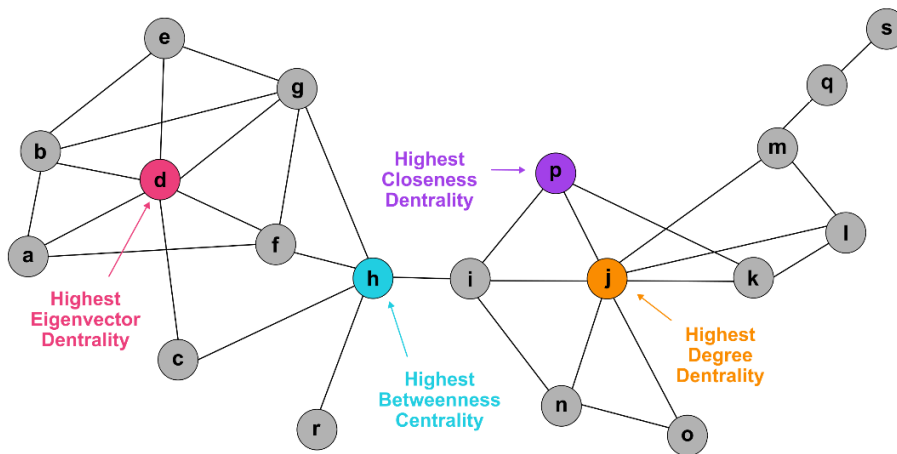 s
e
q
g
m
b
Highest
Closeness
Dentrality
p
d
l
f
a
h
i
j
k
Highest
Eigenvector
Dentrality
Highest
Degree
Dentrality
c
Highest
Betweenness
Centrality
n
r
o